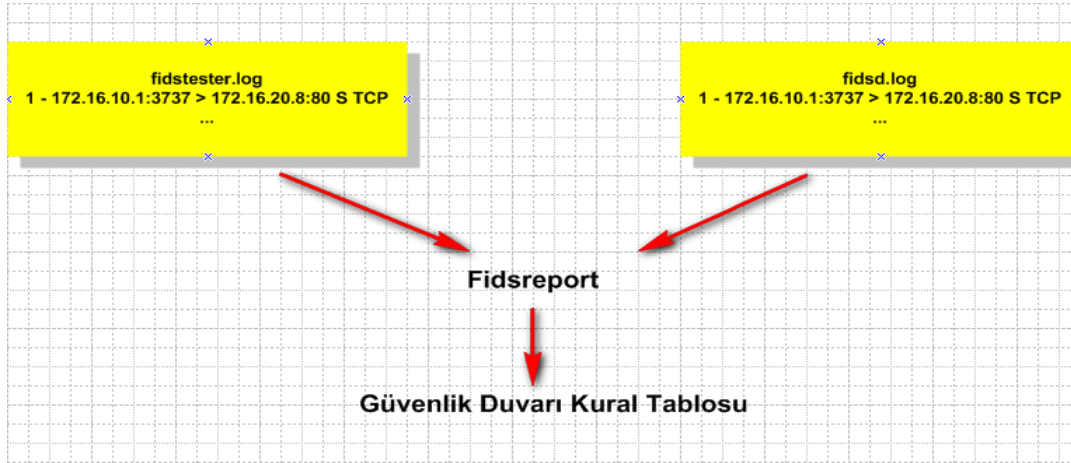 fidstester.log
1 - 172.16.10.1:3737 > 172.16.20.8:80 S TCP
...
fidsd.log
1 - 172.16.10.1:3737 > 172.16.20.8:80 S TCP
...
Fidsreport
Güvenlik Duvarı Kural Tablosu